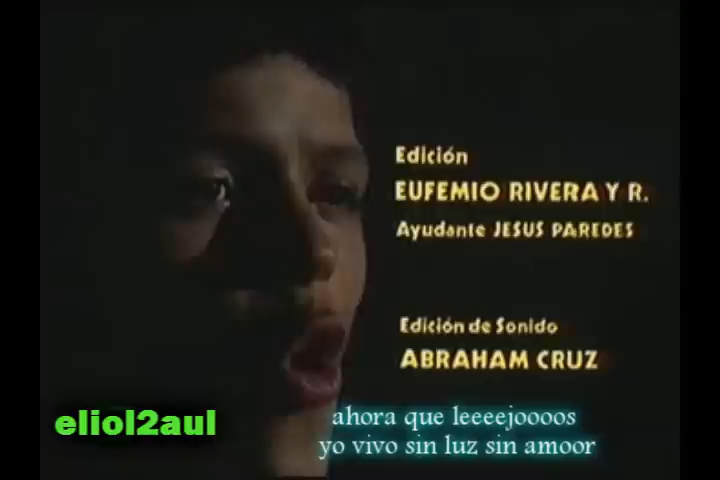 Edición
EUFEMIO RIVERA Y R.
Ayudante JESUS PAREDES
Edición de Sonido
ABRAHAM CRUZ
ahora que leeeejoooos
yo vivo sin luz sin amoor
eliol2aul